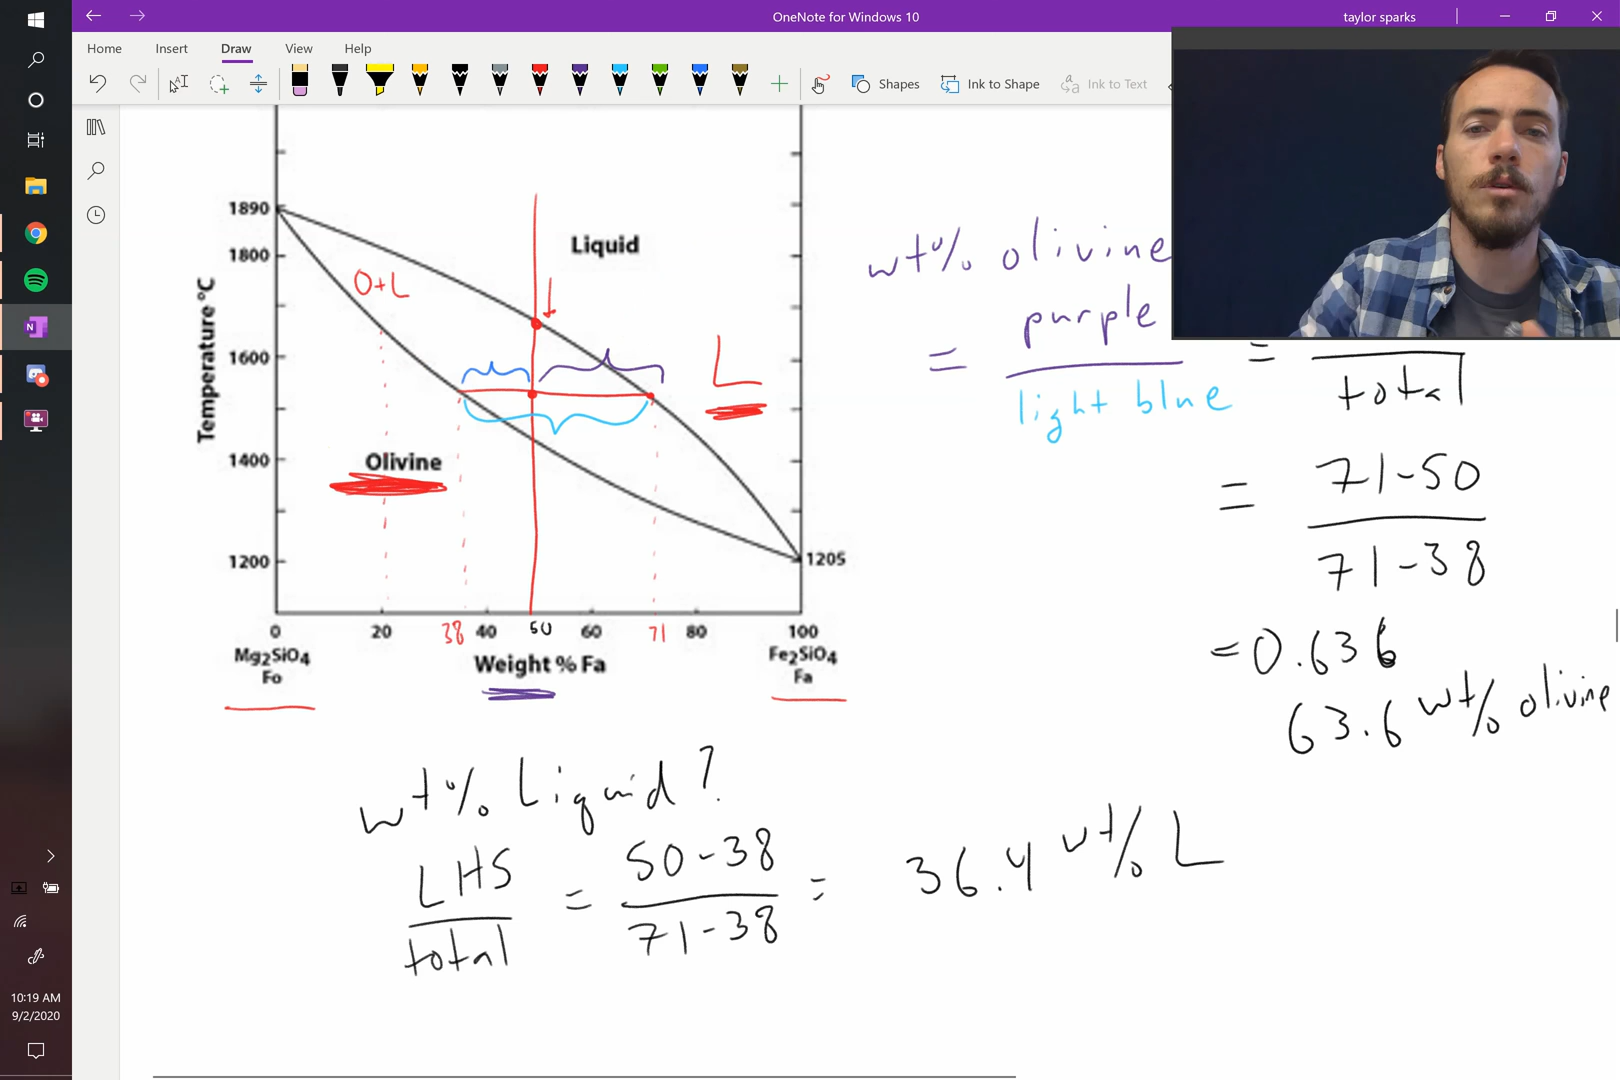 OneNote for Windows 10
taylor sparks
Home Insert Draw View Help
Shapes
Ink to Shape
Ink to Text
1890
1800
1600
1400
1200
Temperature °C
Liquid
O+L
L
Olivine
1205
0 20 38 40 50 60 71 80 100
Mg2SiO4
Fo
Weight % Fa
Fe2SiO4
Fa
wt% olivine
= purple
light blue
=
total
= 71-50
71-38
= 0.636
63.6 wt% olivine
wt% Liquid?
LHS
total
= 50-38
71-38
= 36.4 wt% L
10:19 AM
9/2/2020